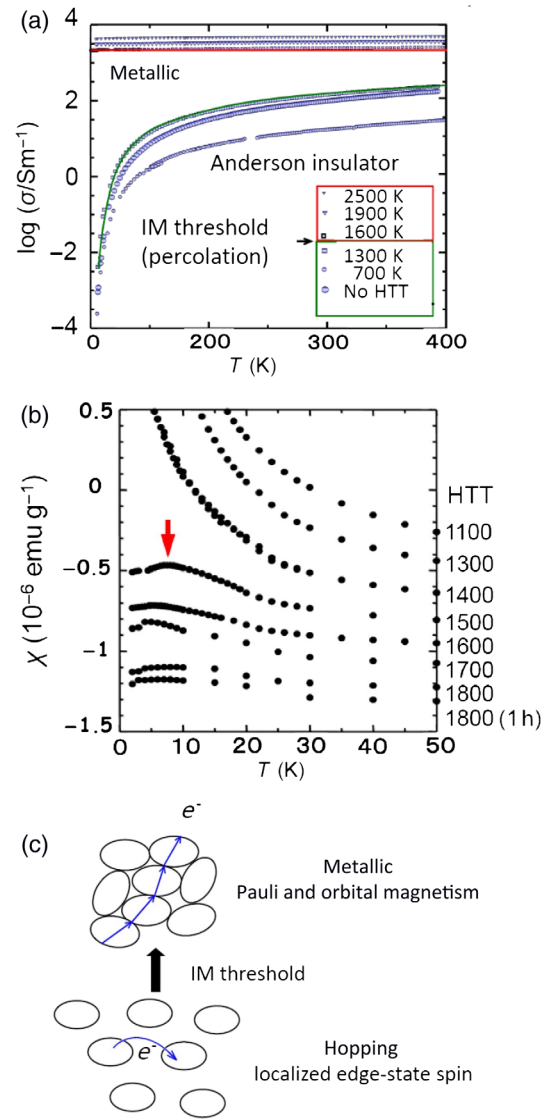 (a)
4
2
0
−2
−4
log (σ/Sm⁻¹)
Metallic
Anderson insulator
IM threshold
(percolation)
2500 K
1900 K
1600 K
1300 K
700 K
No HTT
0 200 300 400
T (K)
(b)
0.5
0
−0.5
−1
−1.5
χ (10⁻⁶ emu g⁻¹)
HTT
1100
1300
1400
1500
1600
1700
1800
1800 (1 h)
0 10 20 30 40 50
T (K)
(c)
e⁻
Metallic
Pauli and orbital magnetism
IM threshold
e⁻
Hopping
localized edge-state spin